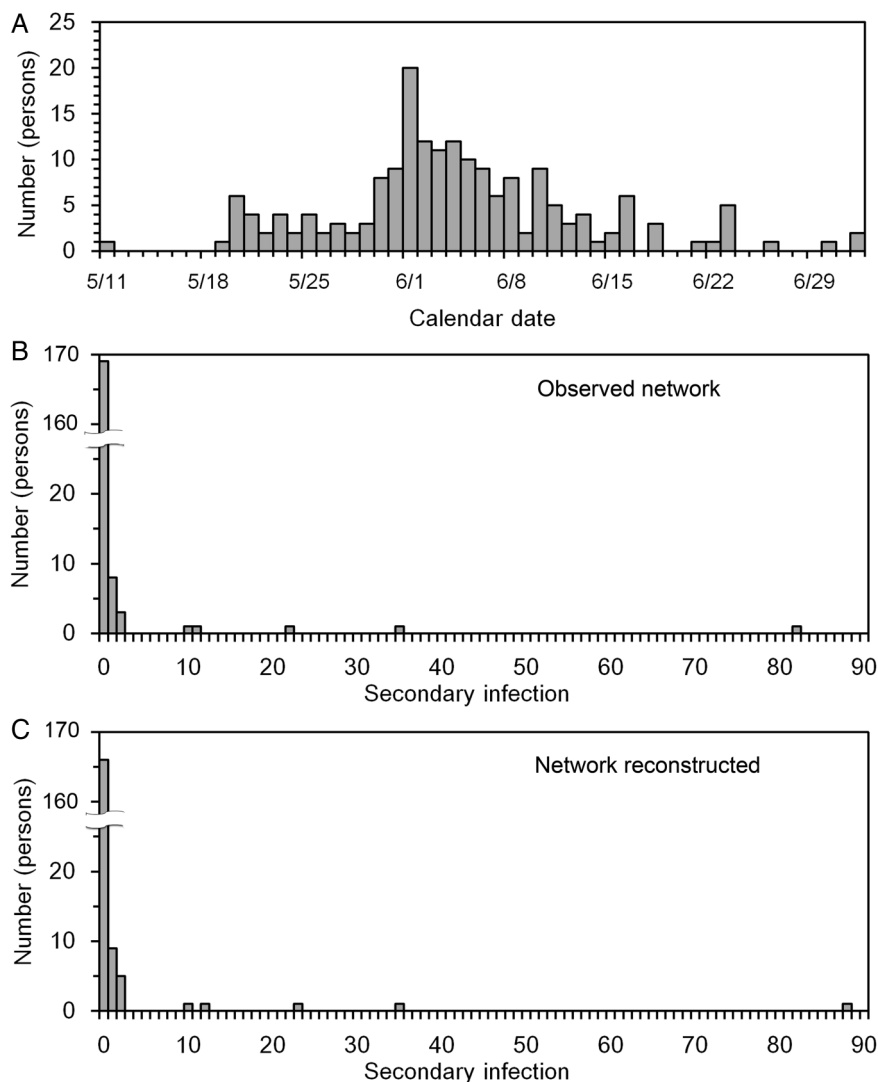 A
Number (persons)
25
20
15
10
5
0
5/11 5/18 5/25 6/1 6/8 6/15 6/22 6/29
Calendar date
B
Number (persons)
Observed network
170
160
20
10
0
0 10 20 30 40 50 60 70 80 90
Secondary infection
C
Number (persons)
Network reconstructed
170
160
20
10
0
0 10 20 30 40 50 60 70 80 90
Secondary infection